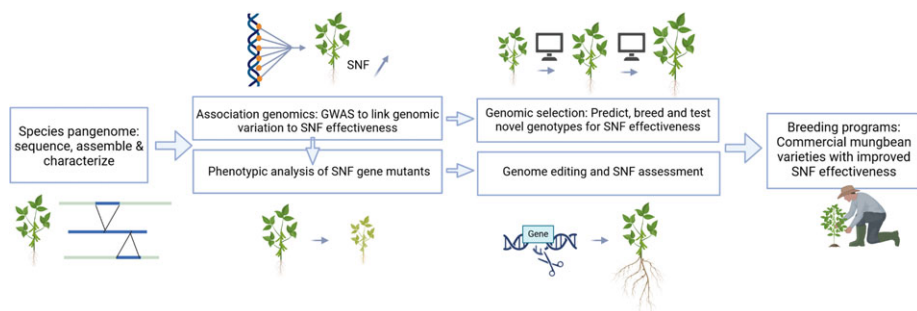 SNF
Species pangenome:
sequence, assemble &
characterize
Association genomics: GWAS to link genomic
variation to SNF effectiveness
Genomic selection: Predict, breed and test
novel genotypes for SNF effectiveness
Phenotypic analysis of SNF gene mutants
Genome editing and SNF assessment
Breeding programs:
Commercial mungbean
varieties with improved
SNF effectiveness
Gene